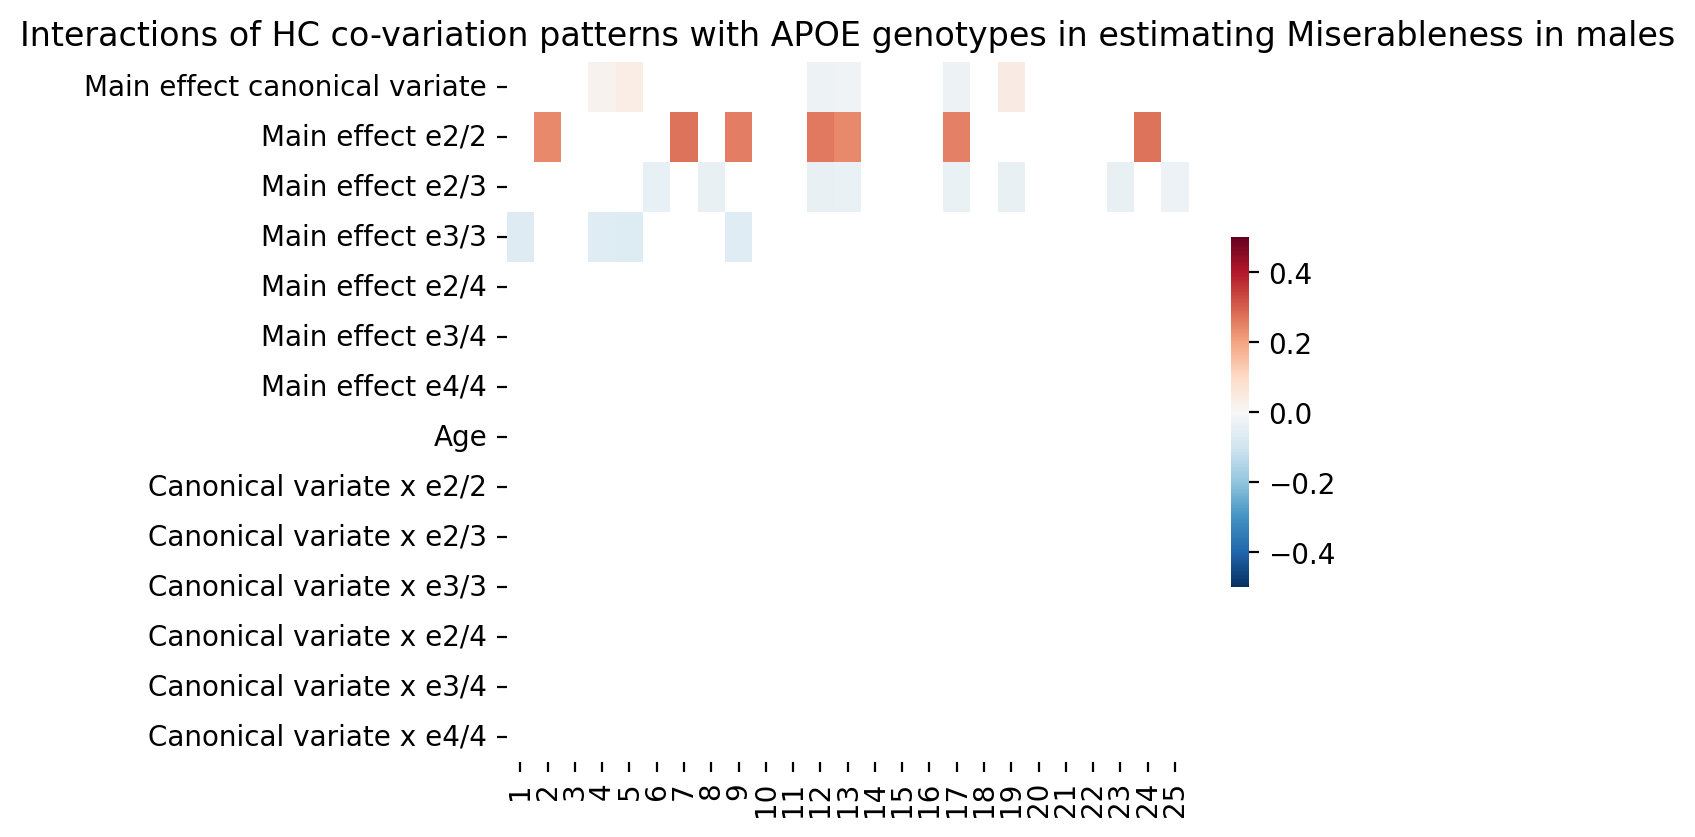 Interactions of HC co-variation patterns with APOE genotypes in estimating Miserableness in males
Main effect canonical variate
Main effect e2/2
Main effect e2/3
Main effect e3/3
Main effect e2/4
Main effect e3/4
Main effect e4/4
Age
Canonical variate x e2/2
Canonical variate x e2/3
Canonical variate x e3/3
Canonical variate x e2/4
Canonical variate x e3/4
Canonical variate x e4/4
1 2 3 4 5 6 7 8 9 10 11 12 13 14 15 16 17 18 19 20 21 22 23 24 25
0.4
0.2
0.0
−0.2
−0.4